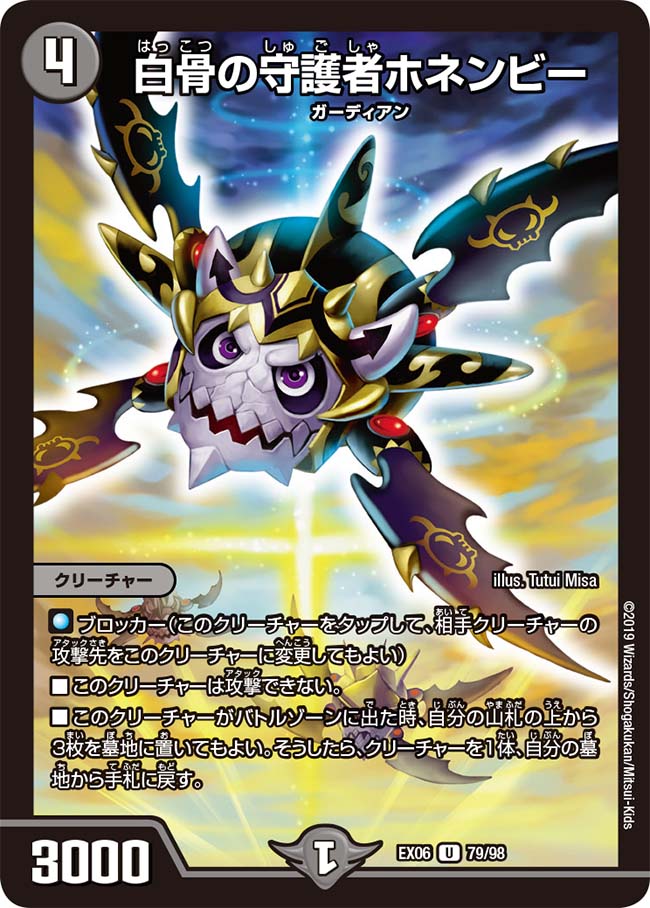 4
はっこつ しゅごしゃ
白骨の守護者ホネンビー
ガーディアン
クリーチャー
illus. Tutui Misa
ブロッカー(このクリーチャーをタップして、相手クリーチャーの
攻撃先をこのクリーチャーに変更してもよい)
このクリーチャーは攻撃できない。
このクリーチャーがバトルゾーンに出た時、自分の山札の上から
3枚を墓地に置いてもよい。そうしたら、クリーチャーを1体、自分の墓
地から手札に戻す。
©2019 Wizards/Shogakukan/Mitsui-Kids
3000
1
EX06 U 79/98